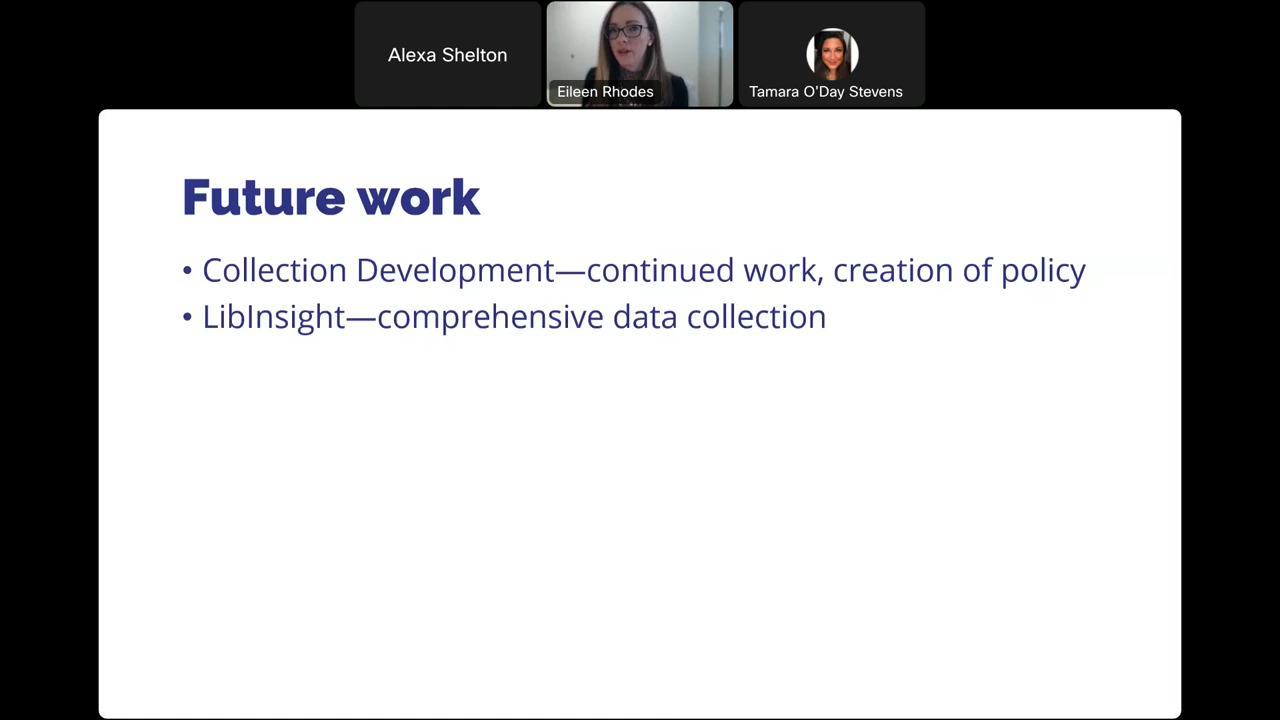 Alexa Shelton
Eileen Rhodes
Tamara O'Day Stevens
Future work
• Collection Development—continued work, creation of policy
• LibInsight—comprehensive data collection